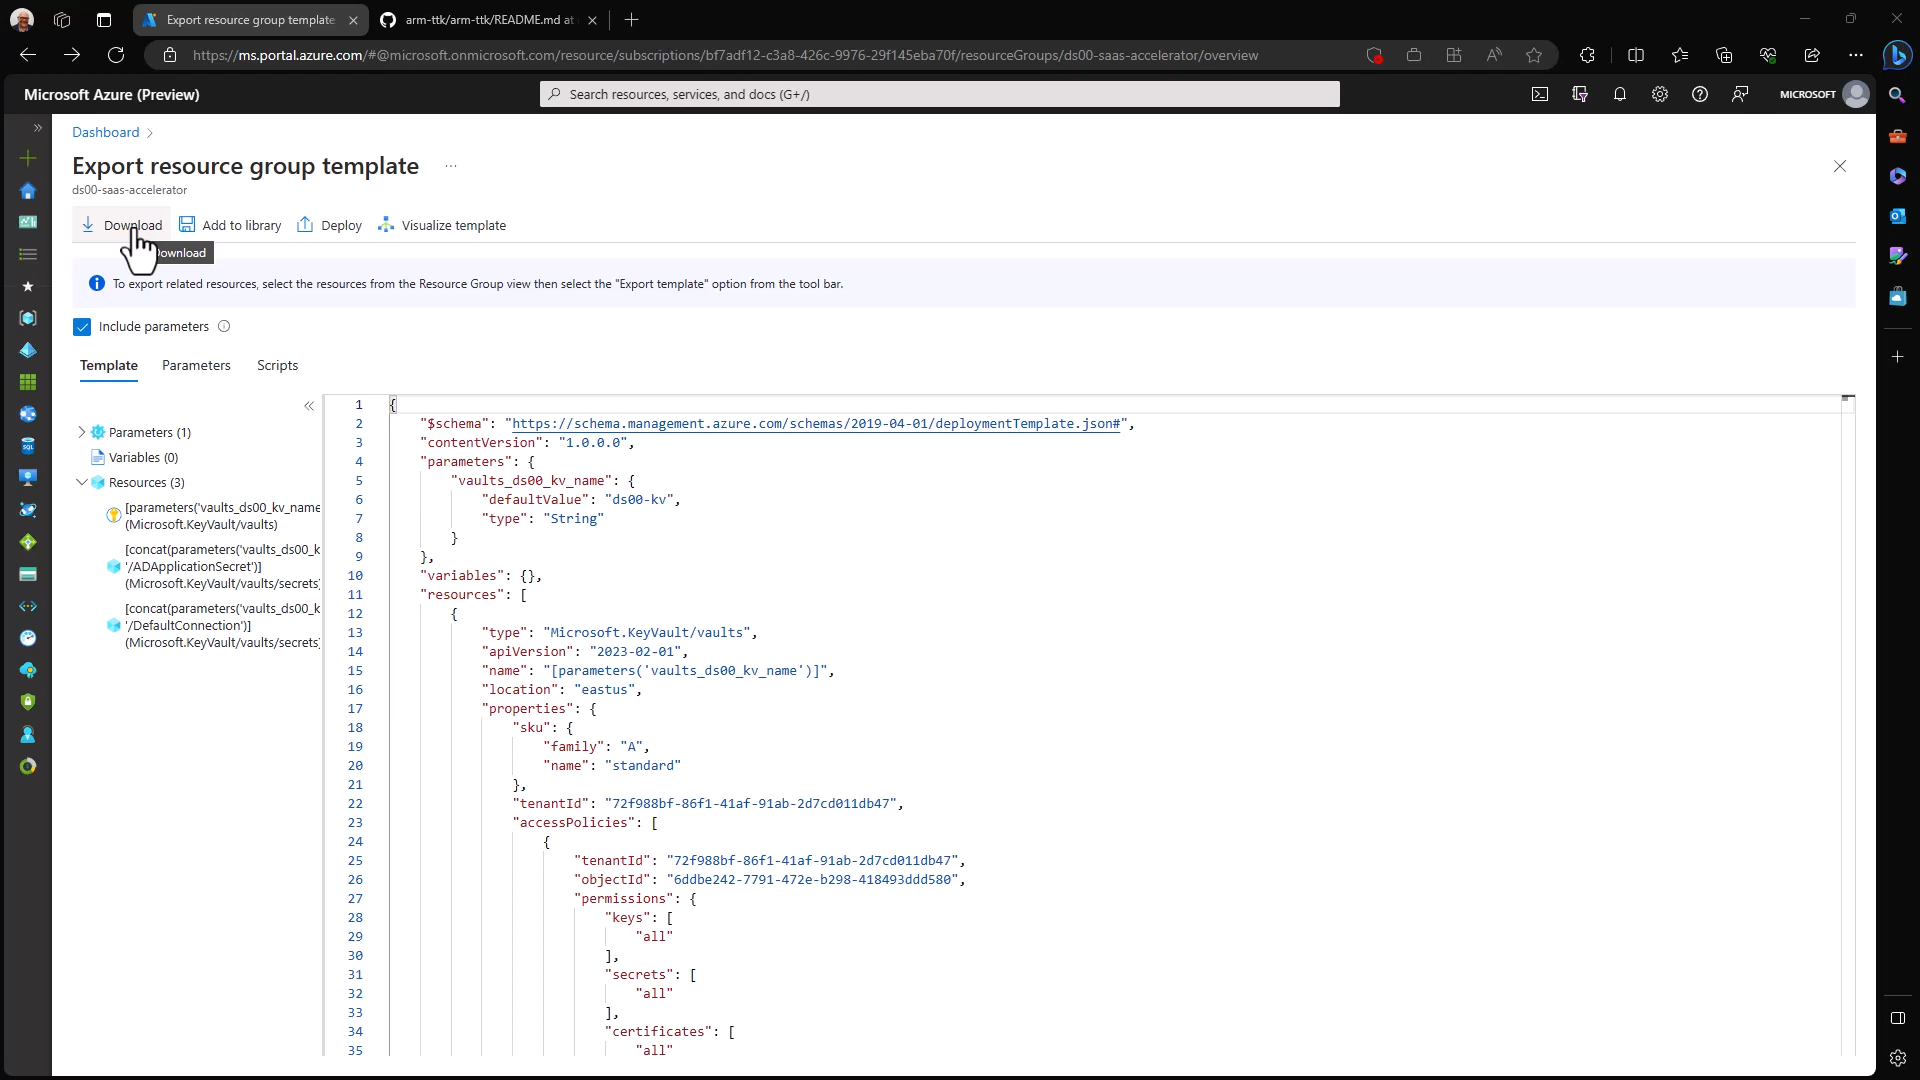 Export resource group template
arm-ttk/arm-ttk/README.md at
https://ms.portal.azure.com/#@microsoft.onmicrosoft.com/resource/subscriptions/bf7adf12-c3a8-426c-9976-29f145eba70f/resourceGroups/ds00-saas-accelerator/overview
Microsoft Azure (Preview)
Search resources, services, and docs (G+/)
MICROSOFT
Dashboard
Export resource group template
ds00-saas-accelerator
Download
Add to library
Deploy
Visualize template
ownload
To export related resources, select the resources from the Resource Group view then select the "Export template" option from the tool bar.
Include parameters
Template
Parameters
Scripts
Parameters (1)
Variables (0)
Resources (3)
[parameters('vaults_ds00_kv_name
(Microsoft.KeyVault/vaults)
[concat(parameters('vaults_ds00_k
'/ADApplicationSecret')]
(Microsoft.KeyVault/vaults/secrets)
[concat(parameters('vaults_ds00_k
'/DefaultConnection')]
(Microsoft.KeyVault/vaults/secrets)
1 {
2 "$schema": "https://schema.management.azure.com/schemas/2019-04-01/deploymentTemplate.json#",
3 "contentVersion": "1.0.0.0",
4 "parameters": {
5 "vaults_ds00_kv_name": {
6 "defaultValue": "ds00-kv",
7 "type": "String"
8 }
9 },
10 "variables": {},
11 "resources": [
12 {
13 "type": "Microsoft.KeyVault/vaults",
14 "apiVersion": "2023-02-01",
15 "name": "[parameters('vaults_ds00_kv_name')]",
16 "location": "eastus",
17 "properties": {
18 "sku": {
19 "family": "A",
20 "name": "standard"
21 },
22 "tenantId": "72f988bf-86f1-41af-91ab-2d7cd011db47",
23 "accessPolicies": [
24 {
25 "tenantId": "72f988bf-86f1-41af-91ab-2d7cd011db47",
26 "objectId": "6ddbe242-7791-472e-b298-418493ddd580",
27 "permissions": {
28 "keys": [
29 "all"
30 ],
31 "secrets": [
32 "all"
33 ],
34 "certificates": [
35 "all"